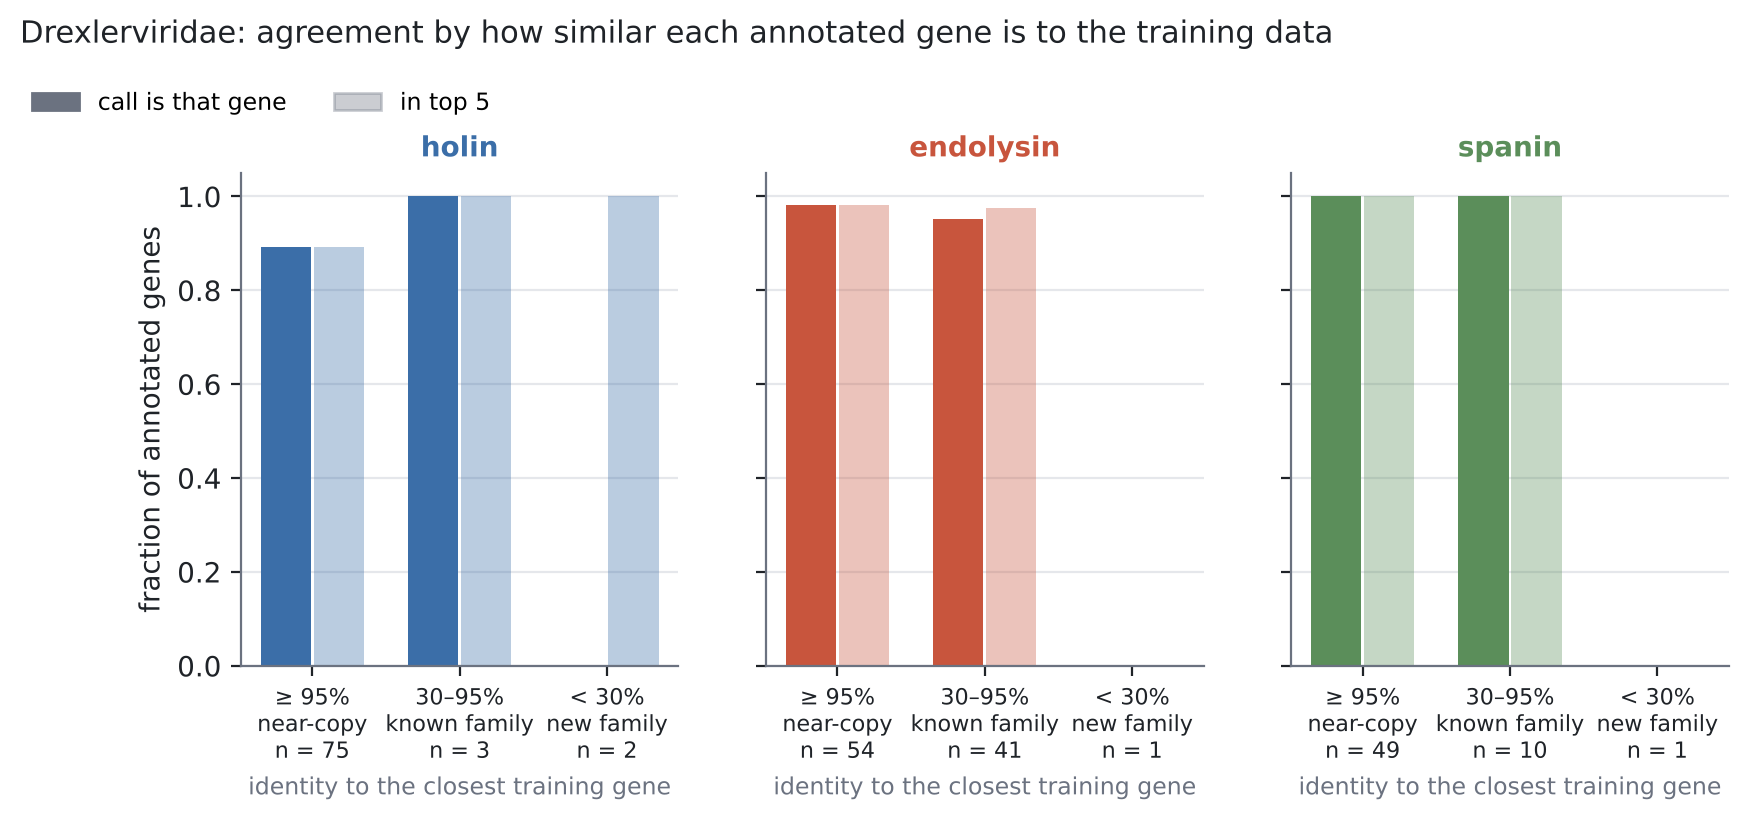 Drexlerviridae: agreement by how similar each annotated gene is to the training data
call is that gene
in top 5
holin
endolysin
spanin
fraction of annotated genes
1.0
0.8
0.6
0.4
0.2
0.0
≥ 95%
near-copy
n = 75
30–95%
known family
n = 3
< 30%
new family
n = 2
identity to the closest training gene
≥ 95%
near-copy
n = 54
30–95%
known family
n = 41
< 30%
new family
n = 1
identity to the closest training gene
≥ 95%
near-copy
n = 49
30–95%
known family
n = 10
< 30%
new family
n = 1
identity to the closest training gene